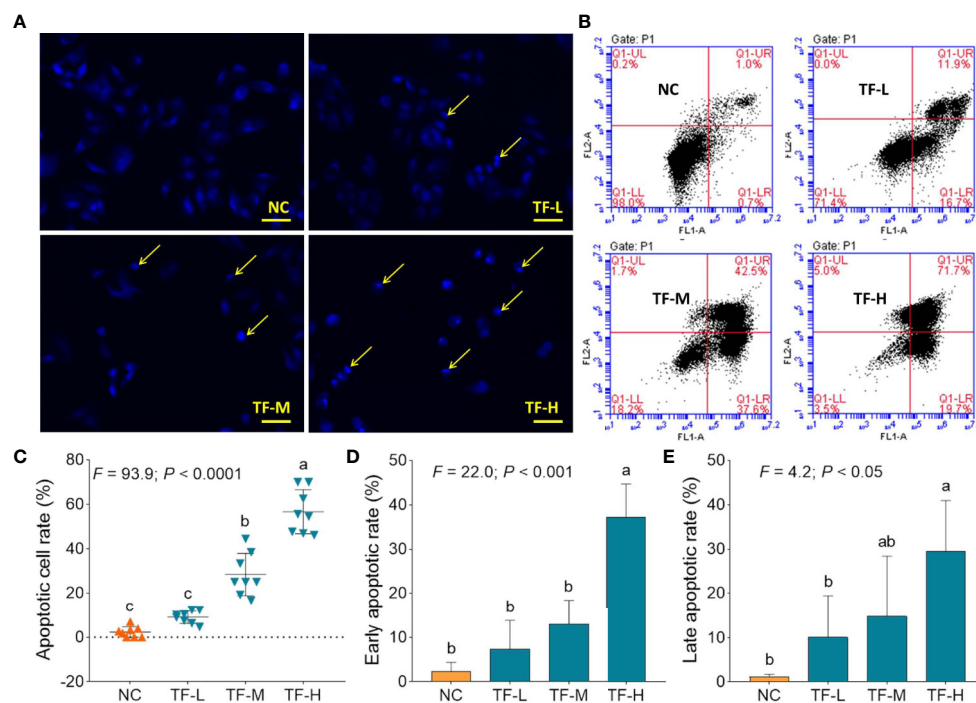 A
NC
TF-L
TF-M
TF-H
B
Gate: P1
Q1-UL
0.2%
Q1-UR
1.0%
NC
Q1-LL
98.0%
Q1-LR
0.7%
FL2-A
FL1-A
Gate: P1
Q1-UL
0.0%
Q1-UR
11.9%
TF-L
Q1-LL
71.4%
Q1-LR
16.7%
FL2-A
FL1-A
Gate: P1
Q1-UL
1.7%
Q1-UR
42.5%
TF-M
Q1-LL
18.2%
Q1-LR
37.6%
FL2-A
FL1-A
Gate: P1
Q1-UL
5.0%
Q1-UR
71.7%
TF-H
Q1-LL
3.5%
Q1-LR
19.7%
FL2-A
FL1-A
C
F = 93.9; P < 0.0001
Apoptotic cell rate (%)
80
60
40
20
0
-20
c
c
b
a
NC TF-L TF-M TF-H
D
F = 22.0; P < 0.001
Early apoptotic rate (%)
50
40
30
20
10
0
b
b
b
a
NC TF-L TF-M TF-H
E
F = 4.2; P < 0.05
Late apoptotic rate (%)
50
40
30
20
10
0
b
b
ab
a
NC TF-L TF-M TF-H